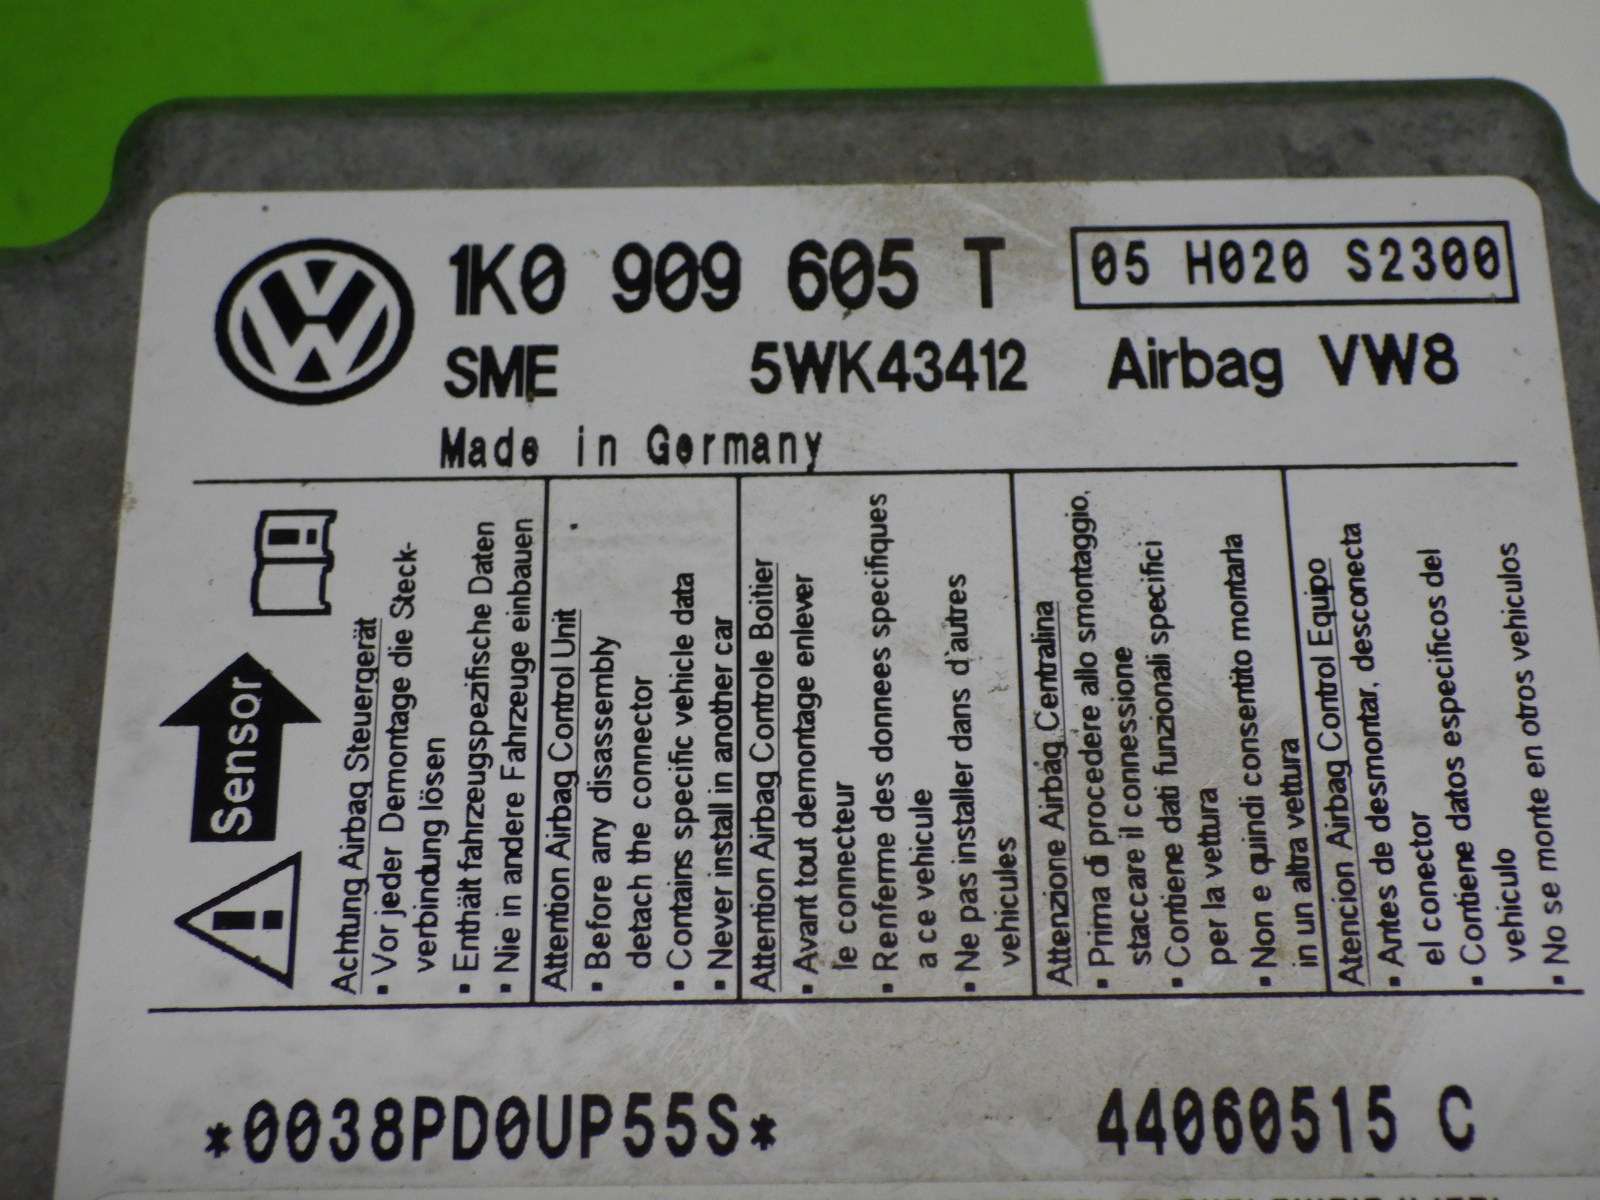 1K0 909 605 T
05 H020 S2300
SME 5WK43412 Airbag VW8
Made in Germany
Sensor
Achtung Airbag Steuergerät
• Vor jeder Demontage die Steck-
verbindung lösen
• Enthält fahrzeugspezifische Daten
• Nie in andere Fahrzeuge einbauen
Attention Airbag Control Unit
• Before any disassembly
detach the connector
• Contains specific vehicle data
• Never install in another car
Attention Airbag Controle Boitier
• Avant tout demontage enlever
le connecteur
• Renferme des donnees specifiques
a ce vehicule
• Ne pas installer dans d'autres
vehicules
Attenzione Airbag Centralina
• Prima di procedere allo smontaggio,
staccare il connessione
• Contiene dati funzionali specifici
per la vettura
• Non e quindi consentito montarla
in un altra vettura
Atencion Airbag Control Equipo
• Antes de desmontar, desconecta
el conector
• Contiene datos especificos del
vehiculo
• No se monte en otros vehiculos
*0038PD0UP55S* 44060515 C